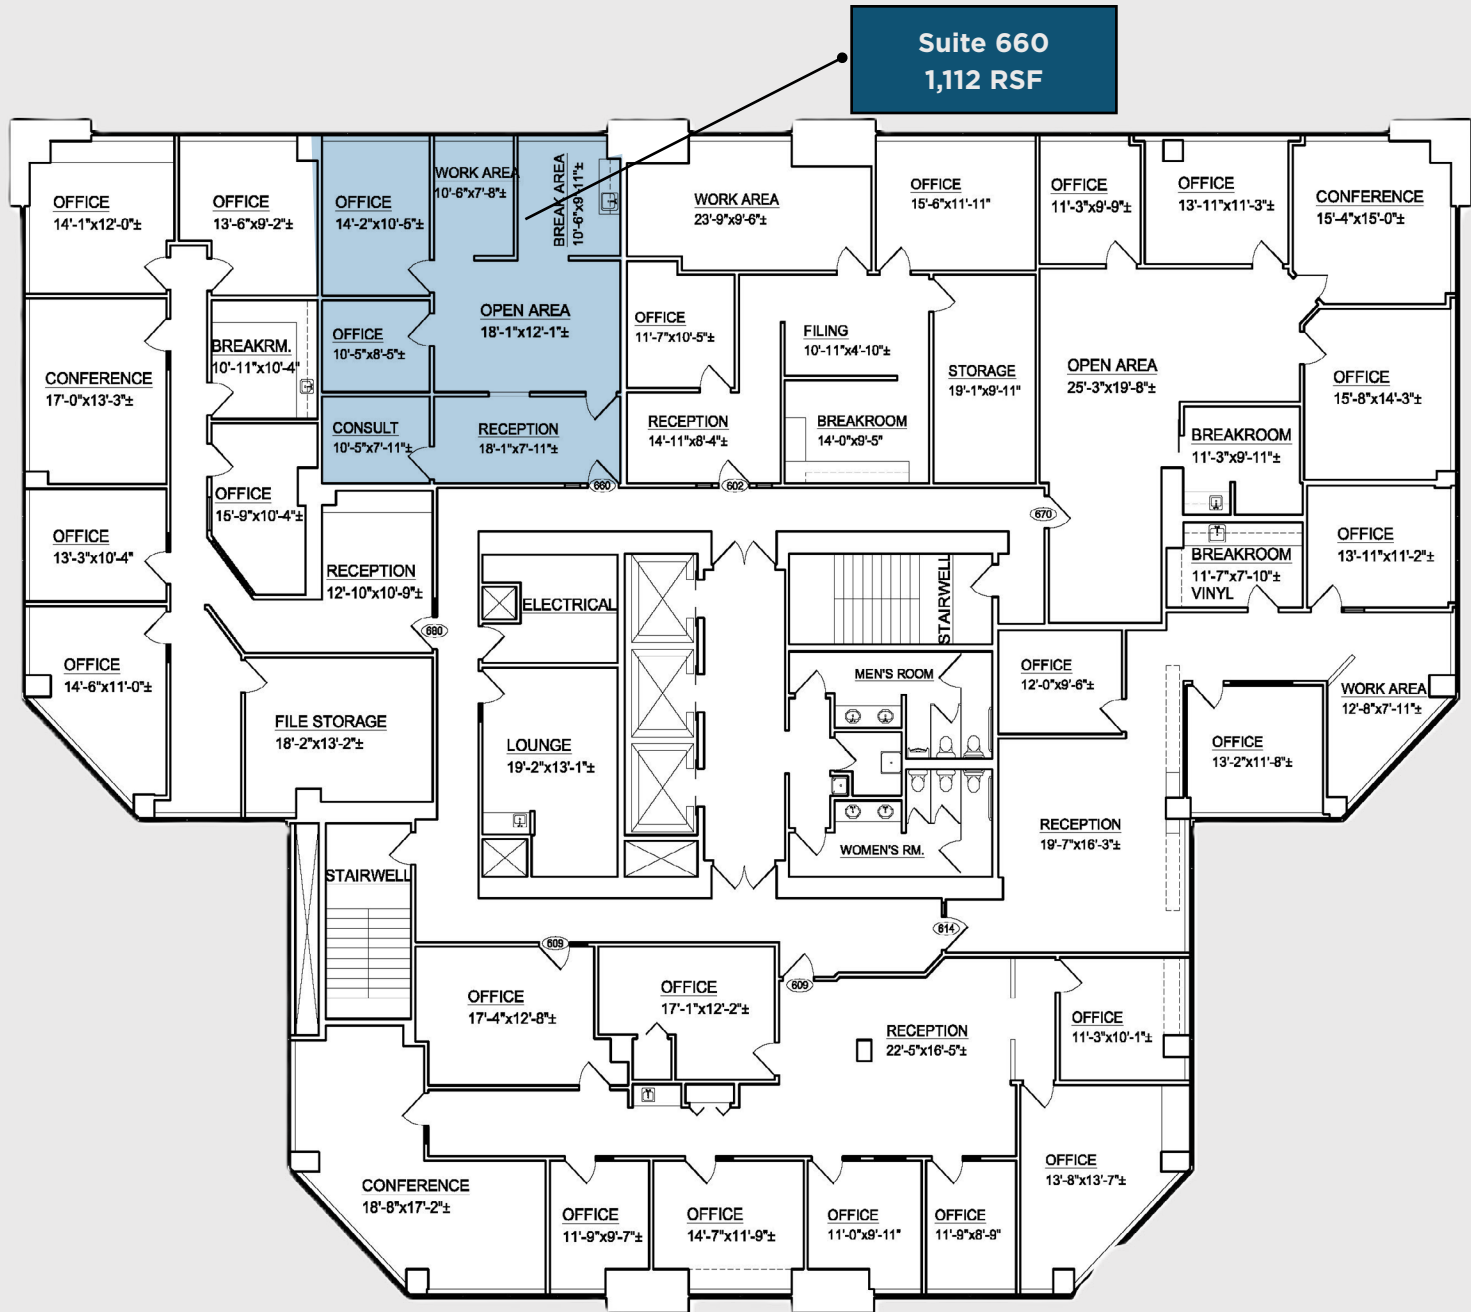 Suite 660
1,112 RSF
OFFICE
14'-1"x12'-0"±
OFFICE
13'-6"x9'-2"±
OFFICE
14'-2"x10'-5"±
WORK AREA
10'-6"x7'-8"±
BREAK AREA
10'-6"x9'-11"±
WORK AREA
23'-9"x9'-6"±
OFFICE
15'-6"x11'-11"
OFFICE
11'-3"x9'-9"±
OFFICE
13'-11"x11'-3"±
CONFERENCE
15'-4"x15'-0"±
OPEN AREA
18'-1"x12'-1"±
OFFICE
10'-5"x8'-5"±
BREAKRM.
10'-11"x10'-4"
CONFERENCE
17'-0"x13'-3"±
OFFICE
11'-7"x10'-5"±
FILING
10'-11"x4'-10"±
STORAGE
19'-1"x9'-11"
OPEN AREA
25'-3"x19'-8"±
OFFICE
15'-8"x14'-3"±
CONSULT
10'-5"x7'-11"±
RECEPTION
18'-1"x7'-11"±
RECEPTION
14'-11"x8'-4"±
BREAKROOM
14'-0"x9'-5"
BREAKROOM
11'-3"x9'-11"±
660
602
670
OFFICE
15'-9"x10'-4"±
OFFICE
13'-3"x10'-4"
RECEPTION
12'-10"x10'-9"±
ELECTRICAL
STAIRWELL
BREAKROOM
11'-7"x7'-10"±
VINYL
OFFICE
13'-11"x11'-2"±
680
OFFICE
14'-6"x11'-0"±
MEN'S ROOM
OFFICE
12'-0"x9'-6"±
WORK AREA
12'-8"x7'-11"±
FILE STORAGE
18'-2"x13'-2"±
LOUNGE
19'-2"x13'-1"±
OFFICE
13'-2"x11'-8"±
WOMEN'S RM.
RECEPTION
19'-7"x16'-3"±
STAIRWELL
614
609
609
OFFICE
17'-4"x12'-8"±
OFFICE
17'-1"x12'-2"±
RECEPTION
22'-5"x16'-5"±
OFFICE
11'-3"x10'-1"±
CONFERENCE
18'-8"x17'-2"±
OFFICE
11'-9"x9'-7"±
OFFICE
14'-7"x11'-9"±
OFFICE
11'-0"x9'-11"
OFFICE
11'-9"x8'-9"
OFFICE
13'-8"x13'-7"±